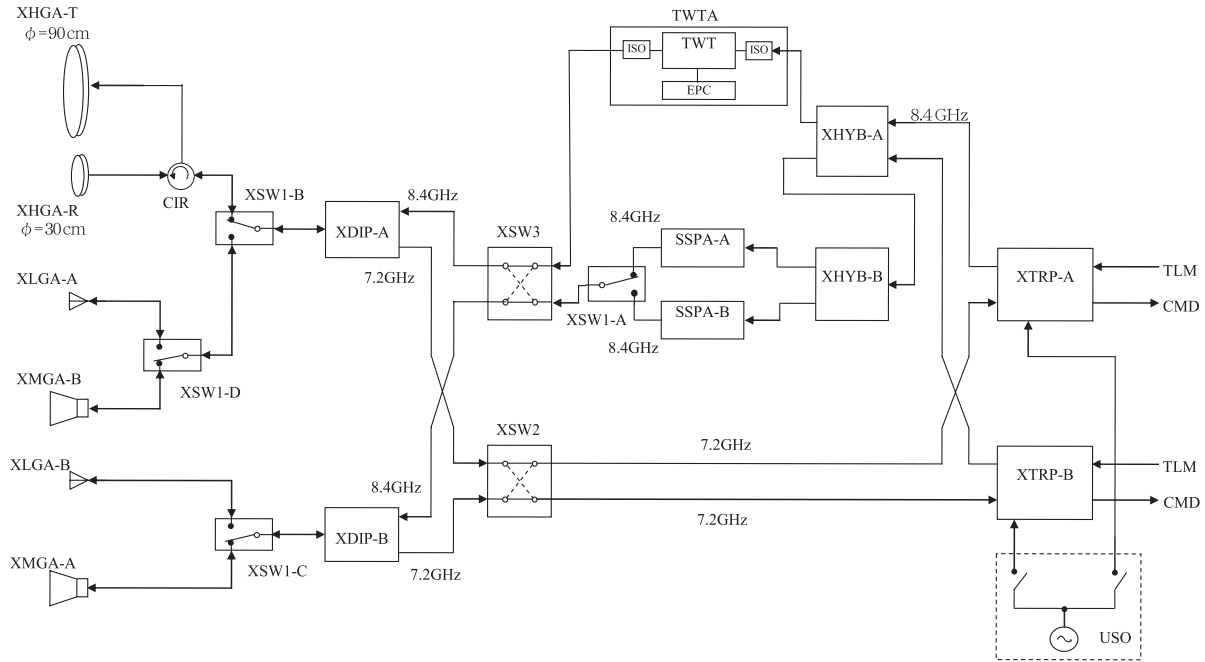 XHGA-T
φ=90cm
TWTA
ISO
TWT
ISO
EPC
8.4GHz
XHYB-A
CIR
XSW1-B
XHGA-R
φ=30cm
8.4GHz
XDIP-A
7.2GHz
XSW3
8.4GHz
SSPA-A
XHYB-B
XSW1-A
SSPA-B
8.4GHz
XTRP-A
TLM
CMD
XLGA-A
XMGA-B
XSW1-D
XSW2
7.2GHz
XLGA-B
8.4GHz
XTRP-B
TLM
CMD
7.2GHz
XDIP-B
XMGA-A
XSW1-C
7.2GHz
USO